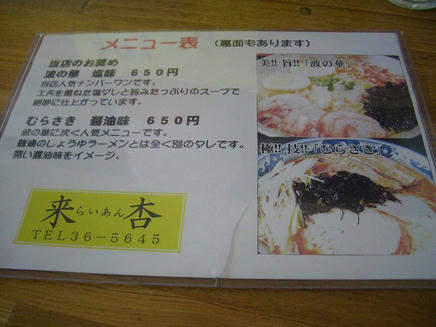 メニュー表 (裏面もあります)
当店のお奨め
波の華 塩味 650円
当店人気ナンバーワンです。
工夫を重ねた塩ダレと旨みたっぷりのスープで
絶妙に仕上がっています。
むらさき 醤油味 650円
波の華に次ぐ人気メニューです。
普通のしょうゆラーメンとは全く別のタレです。
深い醤油味をイメージ。
来らいあん杏
TEL36-5645
美!!旨!!「波の華」
極!!技!!「むらさき」